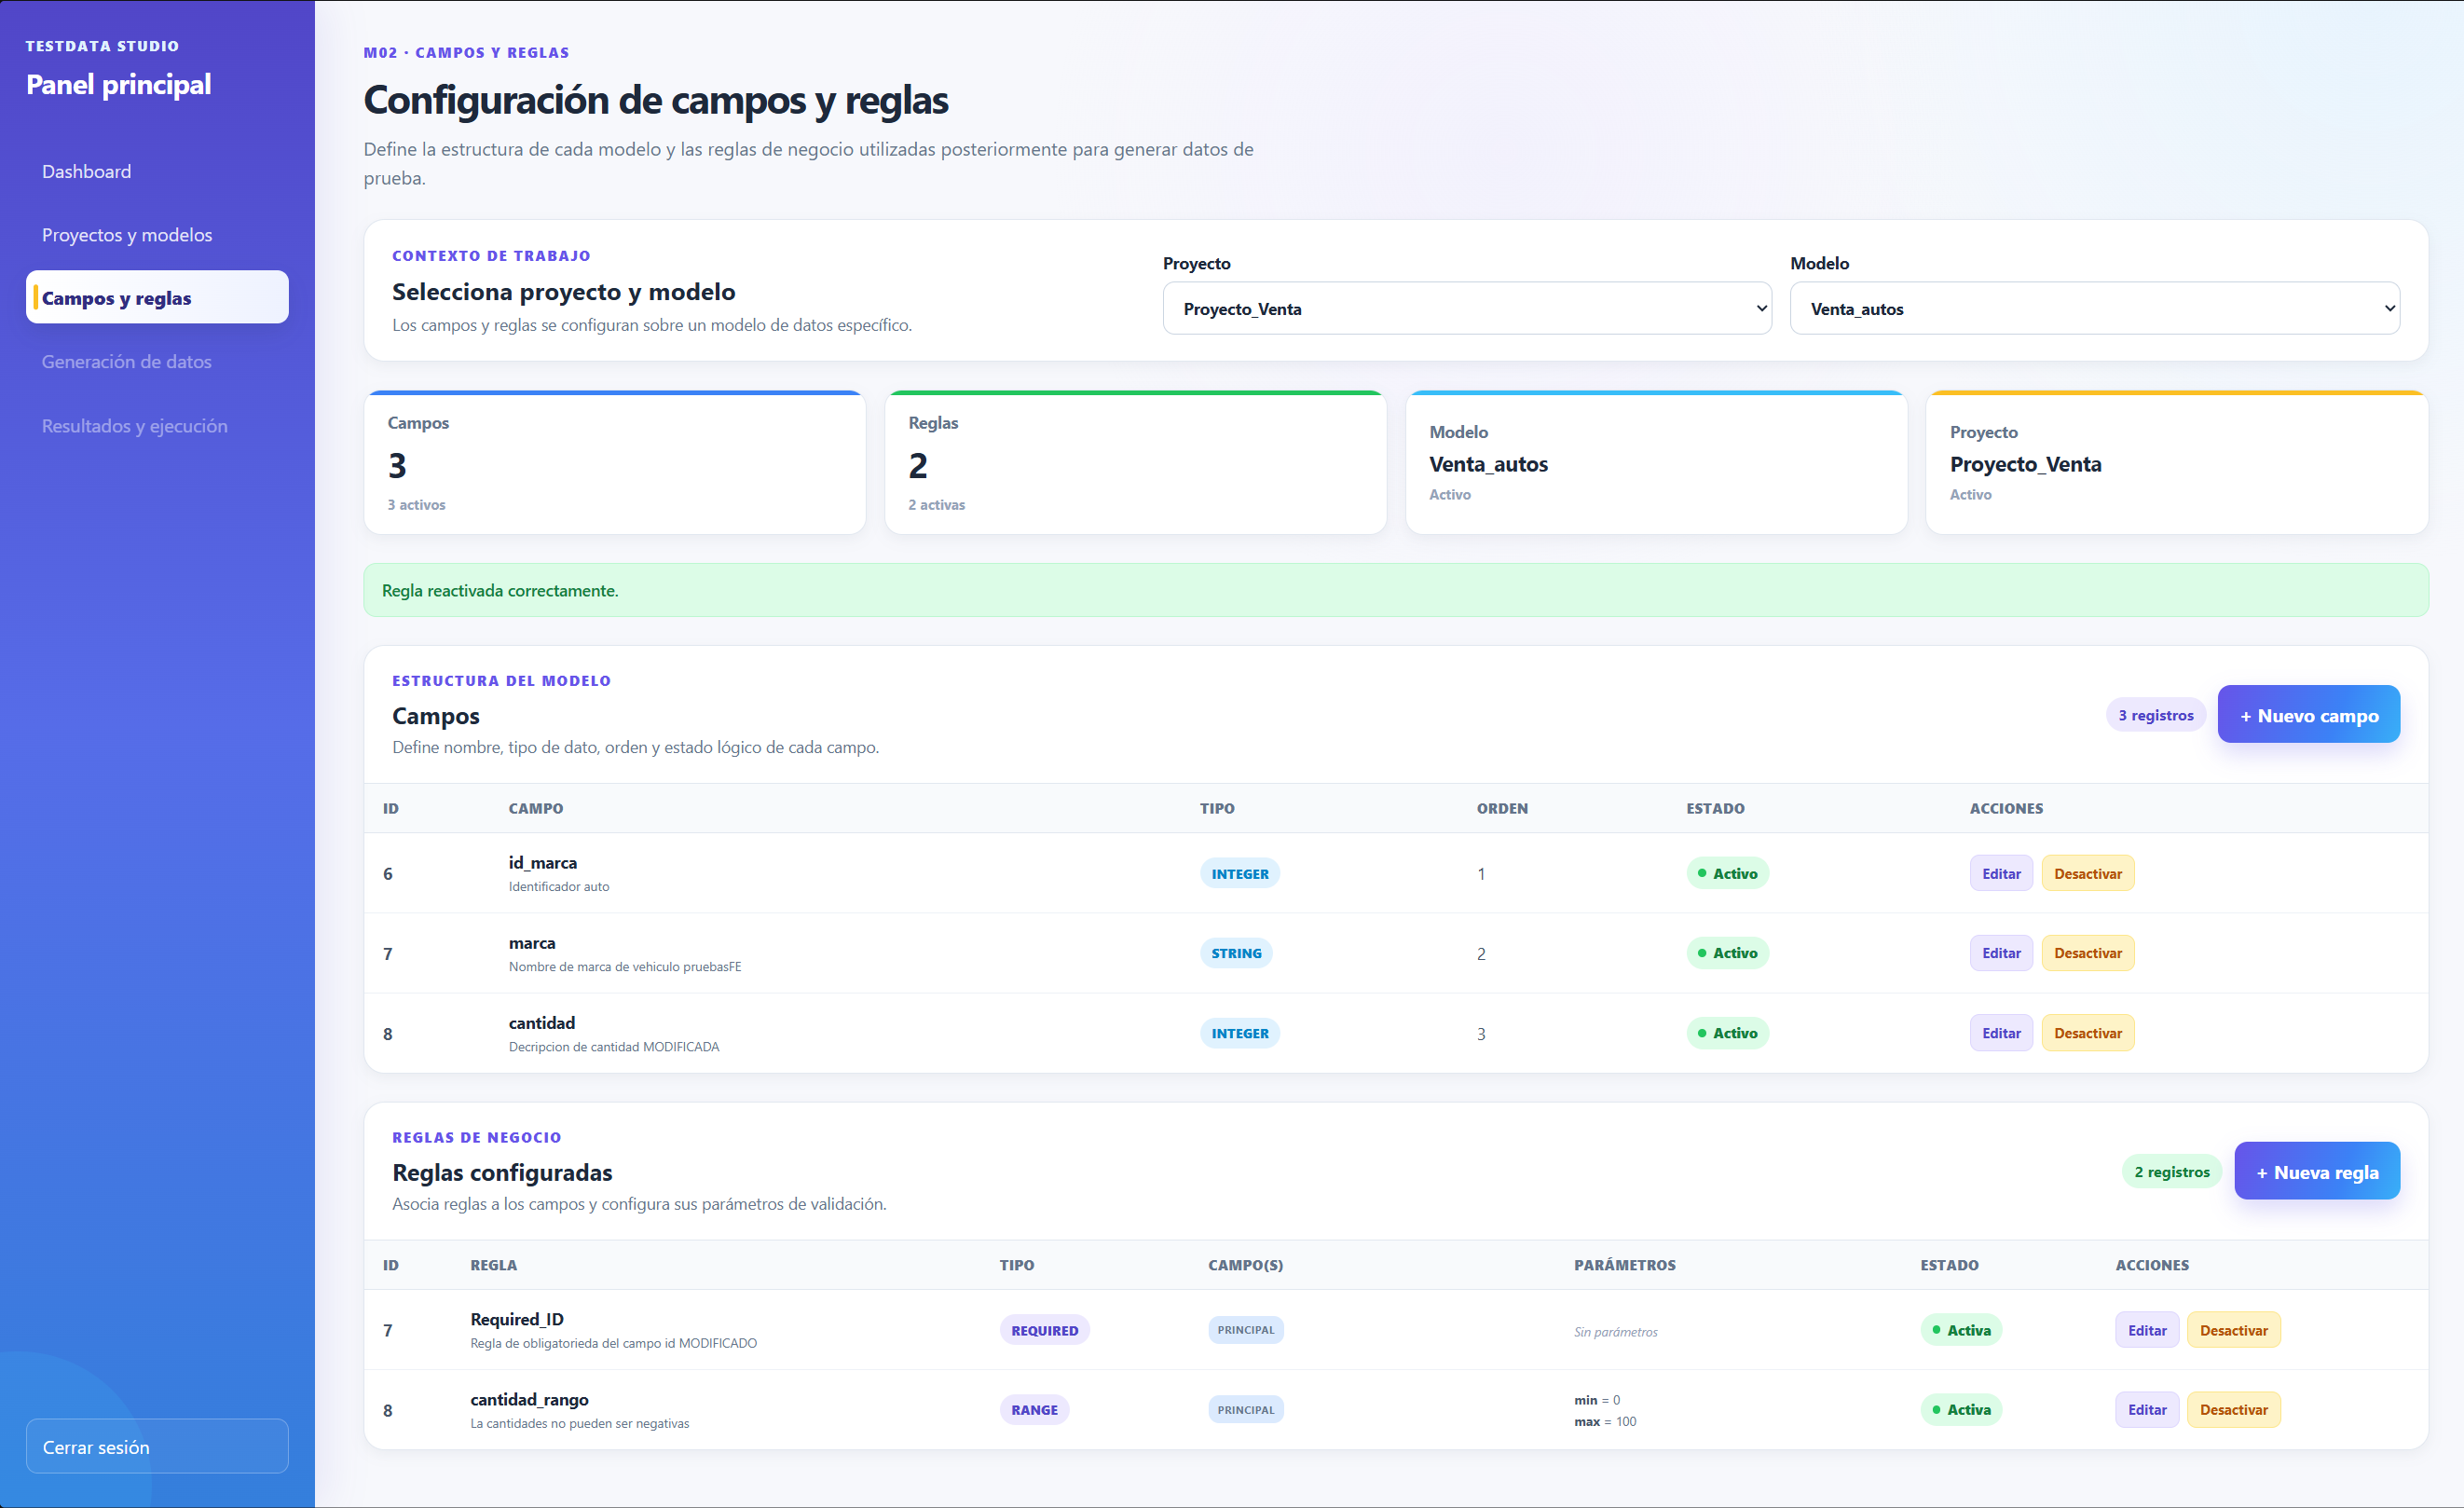 TESTDATA STUDIO
Panel principal
Dashboard
Proyectos y modelos
Campos y reglas
Generación de datos
Resultados y ejecución
Cerrar sesión
M02 · CAMPOS Y REGLAS
Configuración de campos y reglas
Define la estructura de cada modelo y las reglas de negocio utilizadas posteriormente para generar datos de
prueba.
CONTEXTO DE TRABAJO
Selecciona proyecto y modelo
Los campos y reglas se configuran sobre un modelo de datos específico.
Proyecto
Proyecto_Venta
Modelo
Venta_autos
Campos
3
3 activos
Reglas
2
2 activas
Modelo
Venta_autos
Activo
Proyecto
Proyecto_Venta
Activo
Regla reactivada correctamente.
ESTRUCTURA DEL MODELO
Campos
Define nombre, tipo de dato, orden y estado lógico de cada campo.
3 registros
+ Nuevo campo
ID CAMPO TIPO ORDEN ESTADO ACCIONES
6 id_marca INTEGER 1 Activo Editar Desactivar
Identificador auto
7 marca STRING 2 Activo Editar Desactivar
Nombre de marca de vehiculo pruebasFE
8 cantidad INTEGER 3 Activo Editar Desactivar
Decripcion de cantidad MODIFICADA
REGLAS DE NEGOCIO
Reglas configuradas
Asocia reglas a los campos y configura sus parámetros de validación.
2 registros
+ Nueva regla
ID REGLA TIPO CAMPO(S) PARÁMETROS ESTADO ACCIONES
7 Required_ID REQUIRED PRINCIPAL Sin parámetros Activa Editar Desactivar
Regla de obligatorieda del campo id MODIFICADO
8 cantidad_rango RANGE PRINCIPAL min = 0 Activa Editar Desactivar
La cantidades no pueden ser negativas max = 100